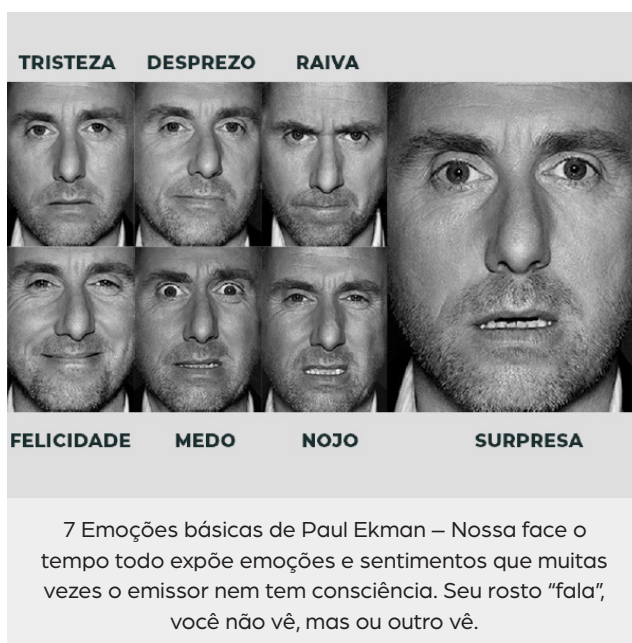 TRISTEZA DESPREZO RAIVA
FELICIDADE MEDO NOJO SURPRESA
7 Emoções básicas de Paul Ekman – Nossa face o
tempo todo expõe emoções e sentimentos que muitas
vezes o emissor nem tem consciência. Seu rosto “fala”,
você não vê, mas ou outro vê.